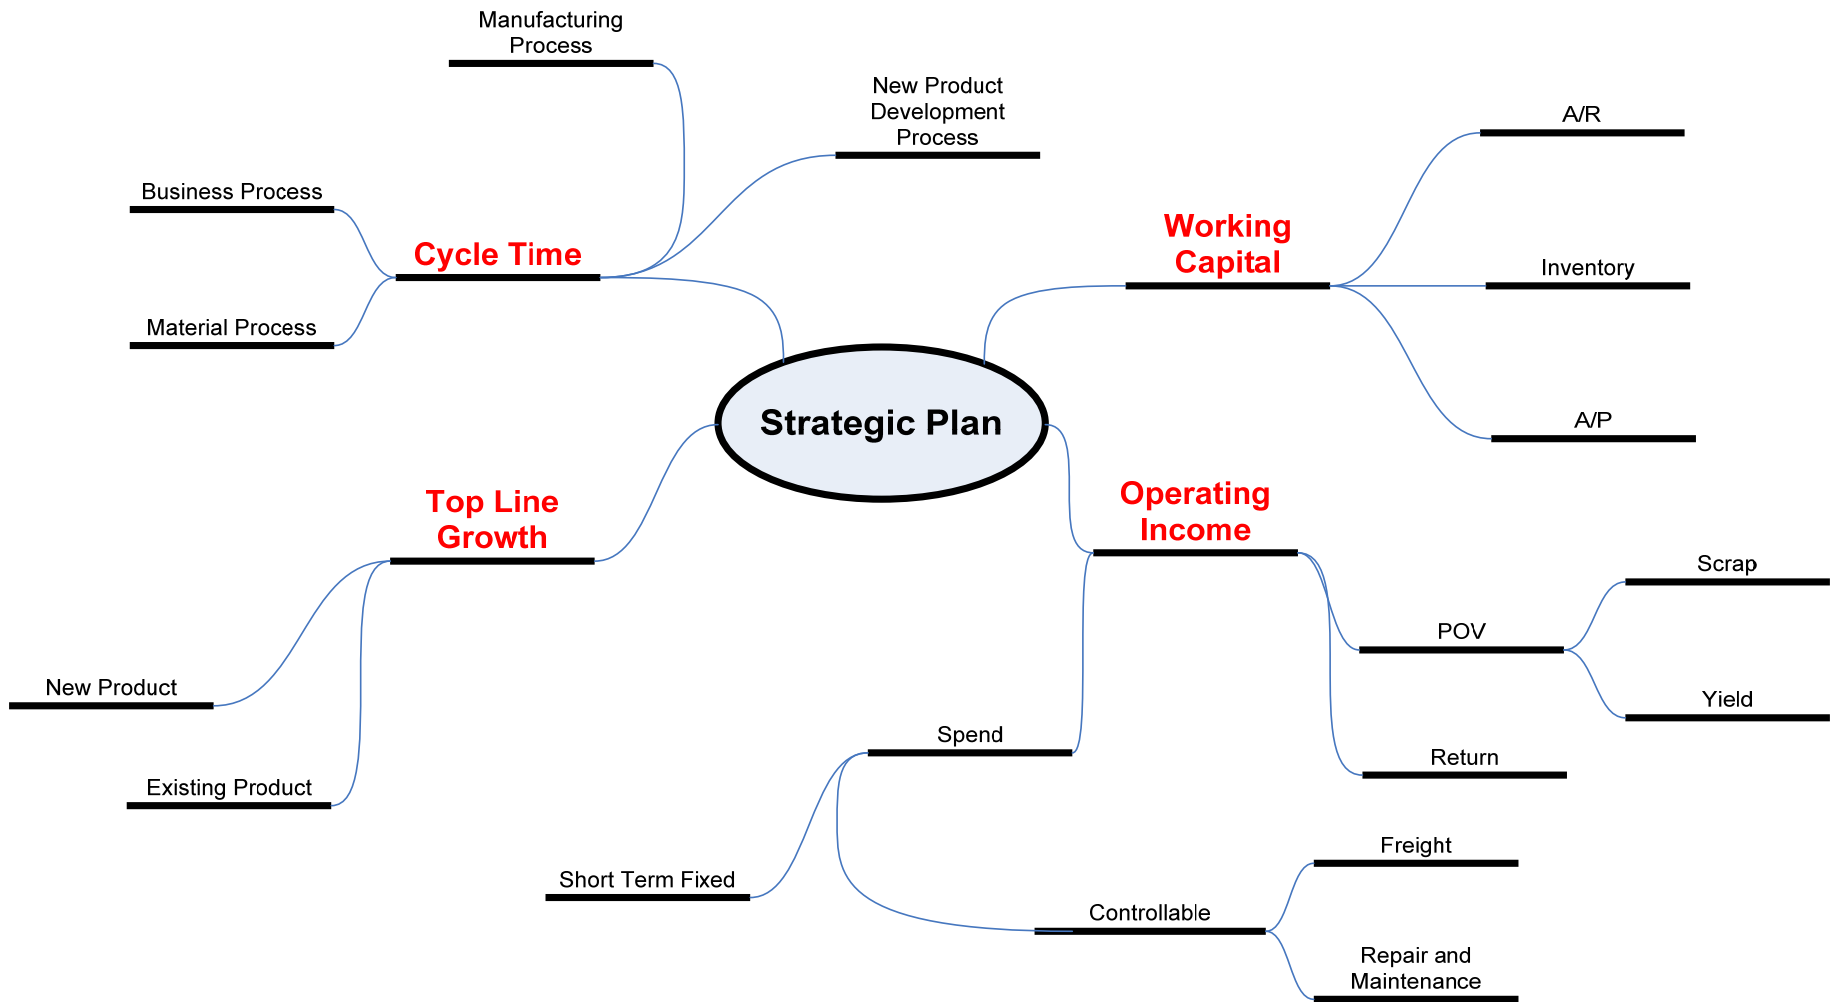 Manufacturing
Process
New Product
Development
Process
A/R
Business Process
Working
Capital
Cycle Time
Inventory
Material Process
Strategic Plan
A/P
Top Line
Growth
Operating
Income
Scrap
POV
New Product
Yield
Spend
Return
Existing Product
Freight
Short Term Fixed
Controllable
Repair and
Maintenance